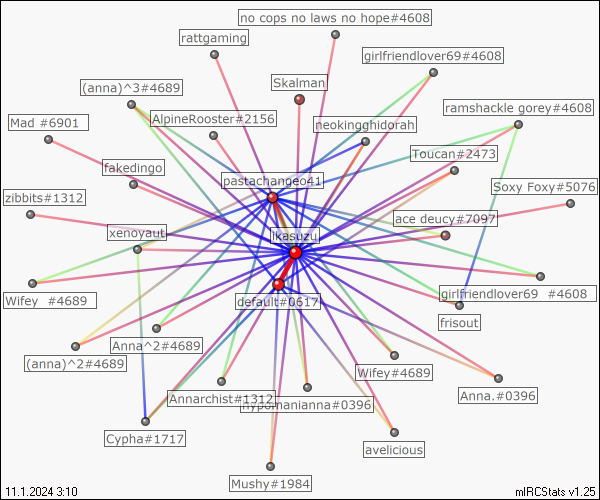 no cops no laws no hope#4608
rattgaming
girlfriendlover69#4608
(anna)^3#4689
Skalman
ramshackle gorey#4608
Mad #6901
AlpineRooster#2156
neokingghidorah
Toucan#2473
fakedingo
pastachangeo41
Soxy Foxy#5076
zibbits#1312
ace deucy#7097
xenovaut
ikasuzu
Wifey  #4689
default#0617
girlfriendlover69  #4608
frisout
Anna^2#4689
(anna)^2#4689
Wifey#4689
Anna.#0396
Annarchist#1312
hypomanianna#0396
Cypha#1717
avelicious
Mushy#1984
11.1.2024 3:10
mIRCStats v1.25